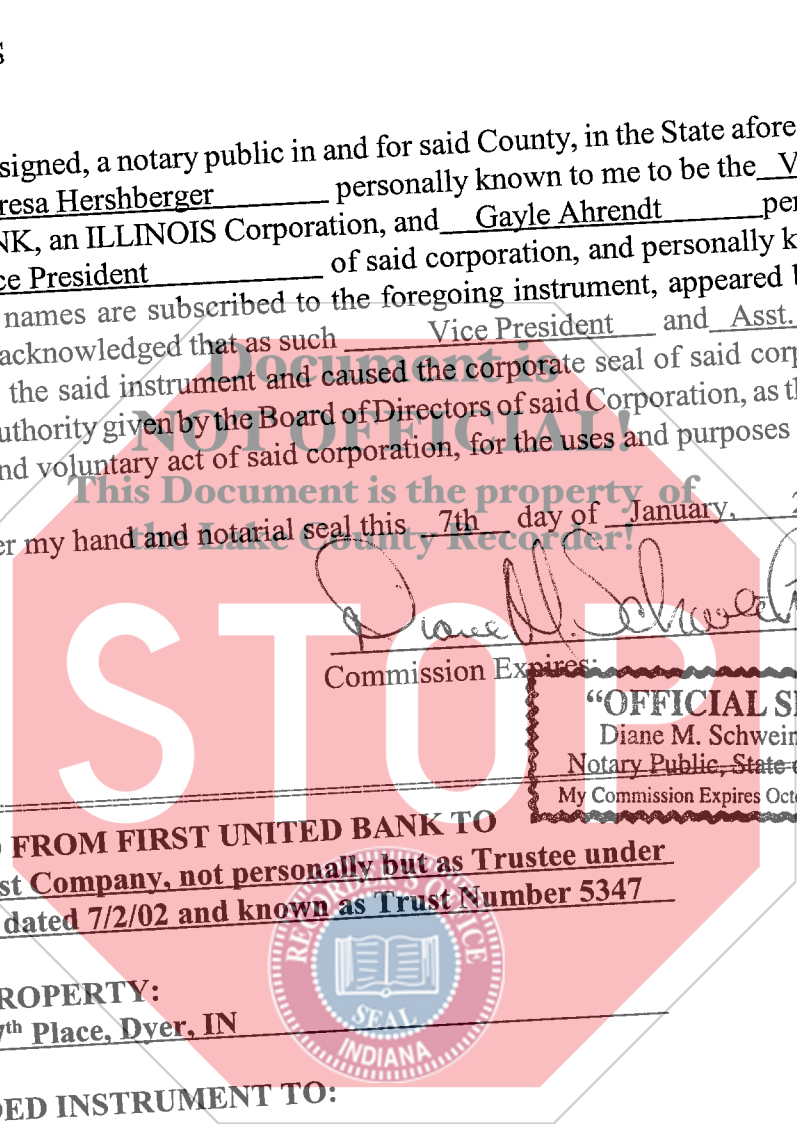 S
signed, a notary public in and for said County, in the State afore
resa Hershberger personally known to me to be the V
NK, an ILLINOIS Corporation, and Gayle Ahrendt per
ce President of said corporation, and personally k
names are subscribed to the foregoing instrument, appeared b
acknowledged that as such Vice President and Asst.
Document is
the said instrument and caused the corporate seal of said corp
NOT OFFICIAL!
uthority given by the Board of Directors of said Corporation, as th
nd voluntary act of said corporation, for the uses and purposes
This Document is the property of
er my hand and notarial seal this 7th day of January, 2
the Lake County Recorder!
Diane M. Schwei
STOP
Commission Expires:
"OFFICIAL SE
Diane M. Schwein
Notary Public, State o
My Commission Expires Octo
FROM FIRST UNITED BANK TO
st Company, not personally but as Trustee under
dated 7/2/02 and known as Trust Number 5347
RECORDER'S OFFICE
SEAL
INDIANA
ROPERTY:
7th Place, Dyer, IN
DED INSTRUMENT TO: